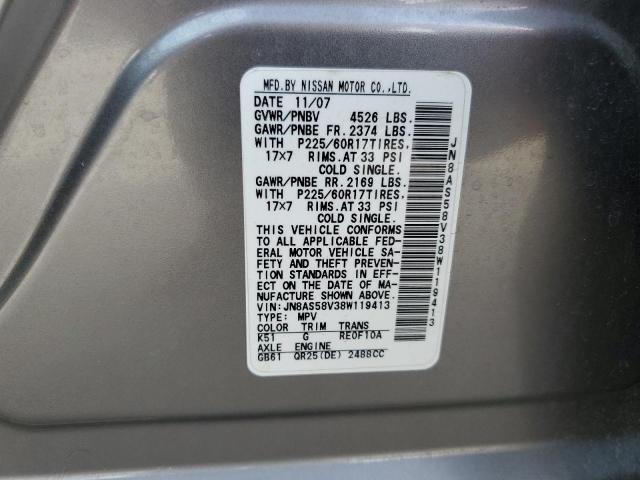 MFD.BY NISSAN MOTOR CO.,LTD.
DATE 11/07
GVWR/PNBV 4526 LBS.
GAWR/PNBE FR.2374 LBS.
WITH P225/60R17TIRES,
17×7 RIMS.AT 33 PSI
COLD SINGLE.
GAWR/PNBE RR.2169 LBS.
WITH P225/60R17TIRES,
17×7 RIMS.AT 33 PSI
COLD SINGLE.
THIS VEHICLE CONFORMS
TO ALL APPLICABLE FED-
ERAL MOTOR VEHICLE SA-
FETY AND THEFT PREVEN-
TION STANDARDS IN EFF-
ECT ON THE DATE OF MA-
NUFACTURE SHOWN ABOVE.
VIN:JN8AS58V38W119413
TYPE: MPV
COLOR TRIM TRANS
K51 G RE0F10A
AXLE ENGINE
GB61 QR25(DE) 2488CC
JN8AS58V38W119413